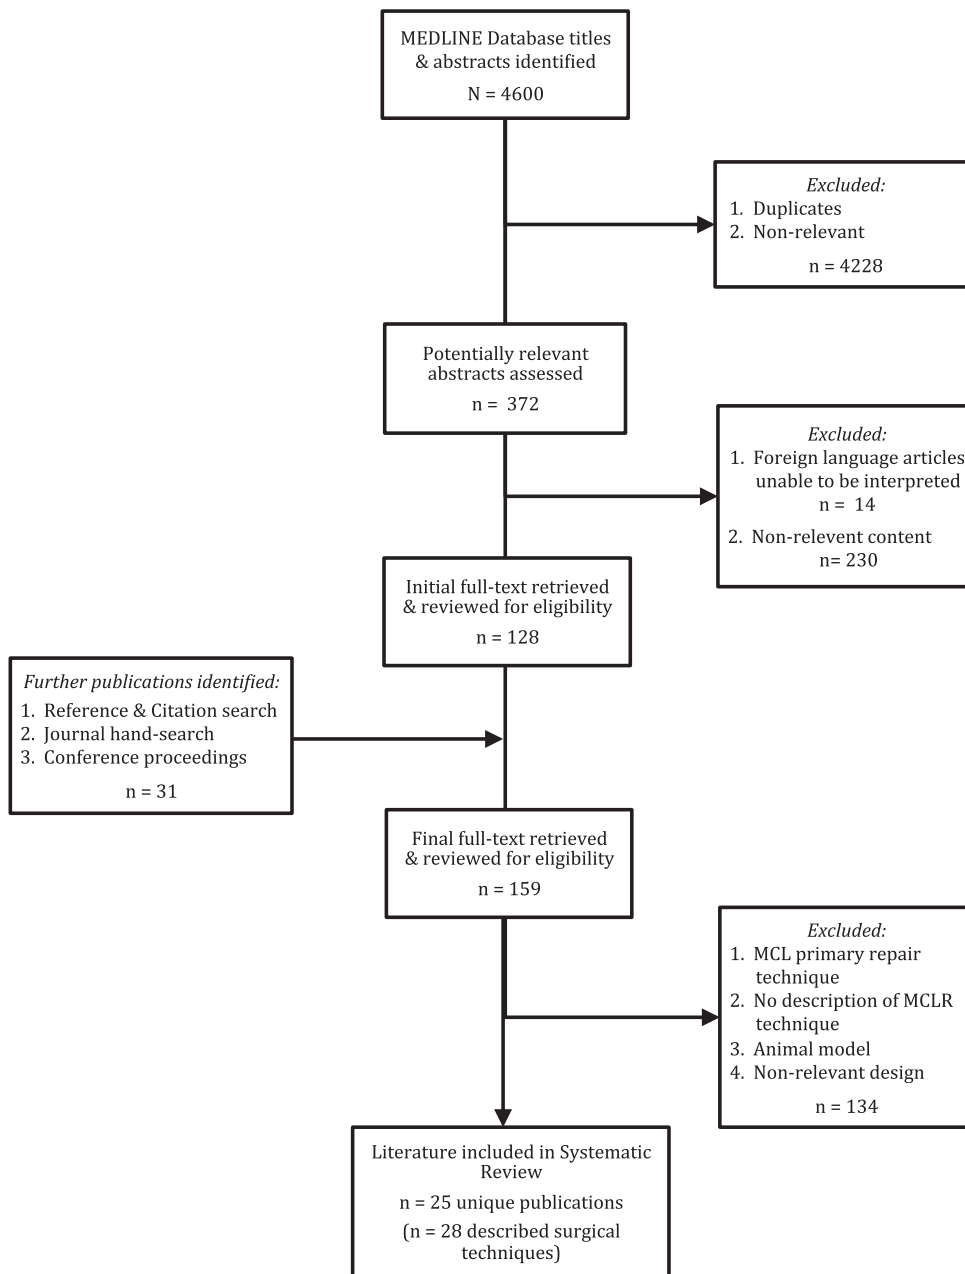 MEDLINE Database titles
& abstracts identified
N = 4600
Excluded:
1. Duplicates
2. Non-relevant
n = 4228
Potentially relevant
abstracts assessed
n = 372
Excluded:
1. Foreign language articles
unable to be interpreted
n = 14
2. Non-relevent content
n= 230
Initial full-text retrieved
& reviewed for eligibility
n = 128
Further publications identified:
1. Reference & Citation search
2. Journal hand-search
3. Conference proceedings
n = 31
Final full-text retrieved
& reviewed for eligibility
n = 159
Excluded:
1. MCL primary repair
technique
2. No description of MCLR
technique
3. Animal model
4. Non-relevant design
n = 134
Literature included in Systematic
Review
n = 25 unique publications
(n = 28 described surgical
techniques)